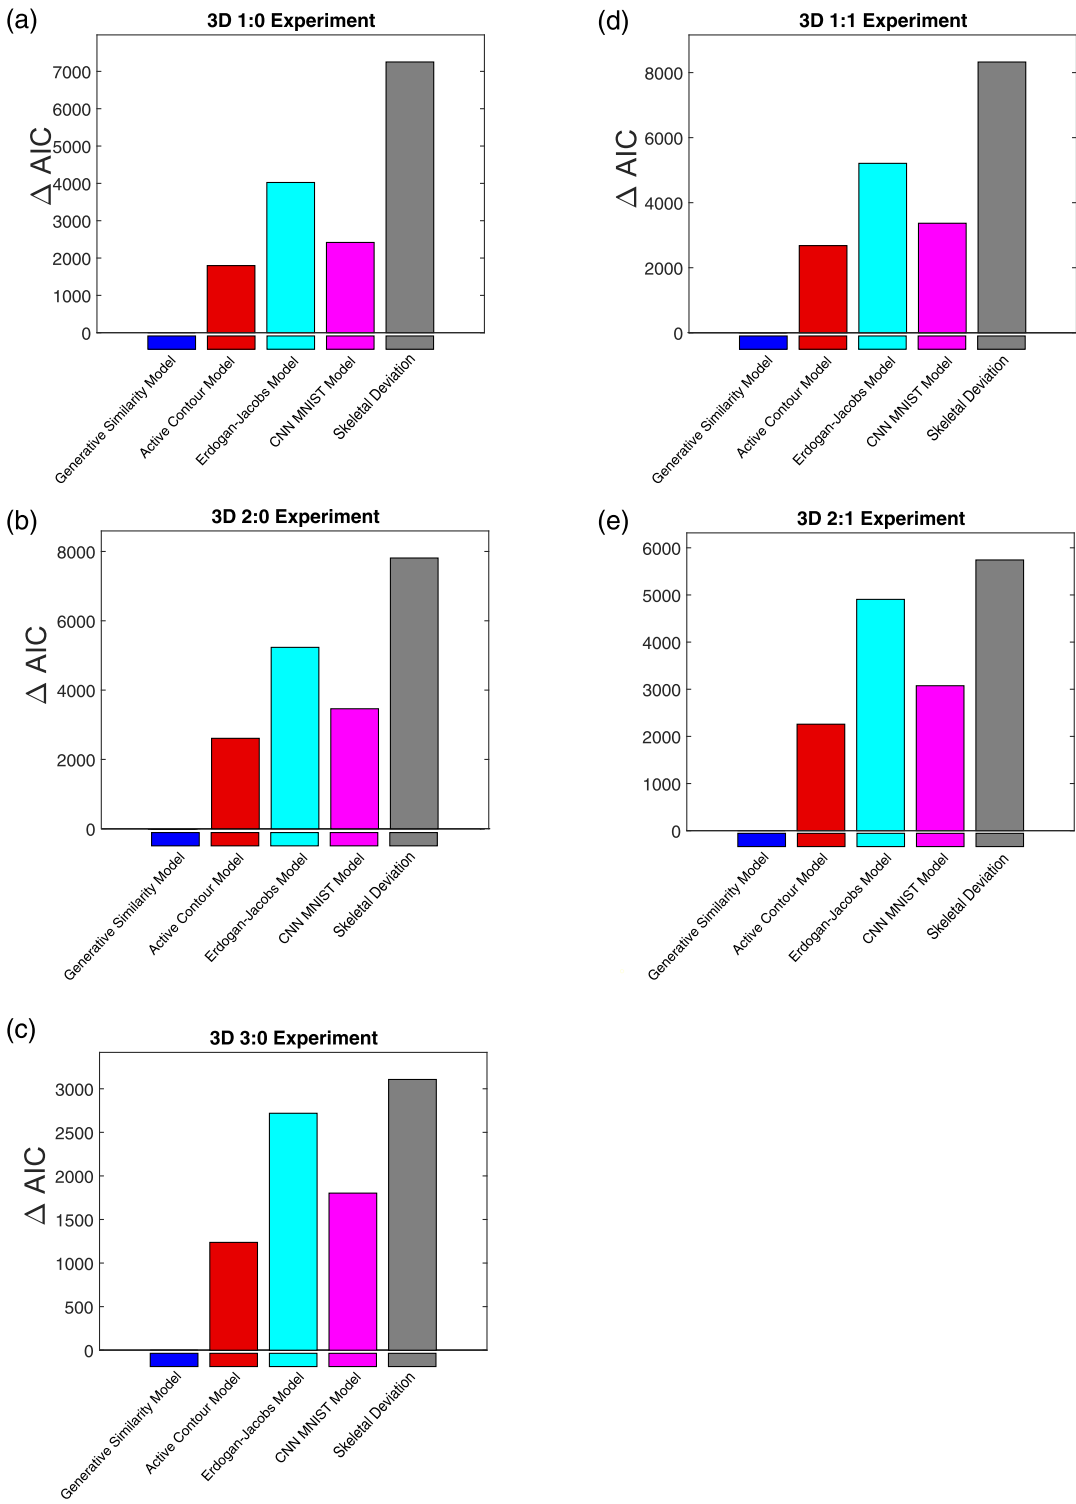 (a)
3D 1:0 Experiment
7000
6000
5000
4000
3000
2000
1000
0
Δ AIC
Generative Similarity Model
Active Contour Model
Erdogan-Jacobs Model
CNN MNIST Model
Skeletal Deviation
(d)
3D 1:1 Experiment
8000
6000
4000
2000
0
Δ AIC
Generative Similarity Model
Active Contour Model
Erdogan-Jacobs Model
CNN MNIST Model
Skeletal Deviation
(b)
3D 2:0 Experiment
8000
6000
4000
2000
0
Δ AIC
Generative Similarity Model
Active Contour Model
Erdogan-Jacobs Model
CNN MNIST Model
Skeletal Deviation
(e)
3D 2:1 Experiment
6000
5000
4000
3000
2000
1000
0
Generative Similarity Model
Active Contour Model
Erdogan-Jacobs Model
CNN MNIST Model
Skeletal Deviation
(c)
3D 3:0 Experiment
3000
2500
2000
1500
1000
500
0
Δ AIC
Generative Similarity Model
Active Contour Model
Erdogan-Jacobs Model
CNN MNIST Model
Skeletal Deviation